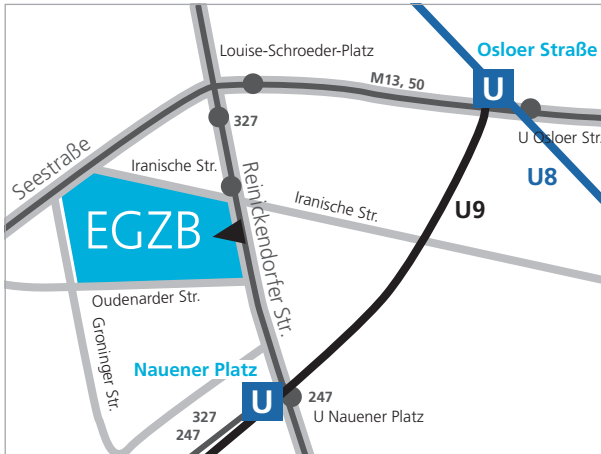 Louise-Schroeder-Platz
Osloer Straße
U
M13, 50
327
U Osloer Str.
Seestraße
Iranische Str.
U8
Reinickendorfer Str.
Iranische Str.
U9
EGZB
Oudenarder Str.
Groninger Str.
Nauener Platz
U
247
327
U Nauener Platz
247